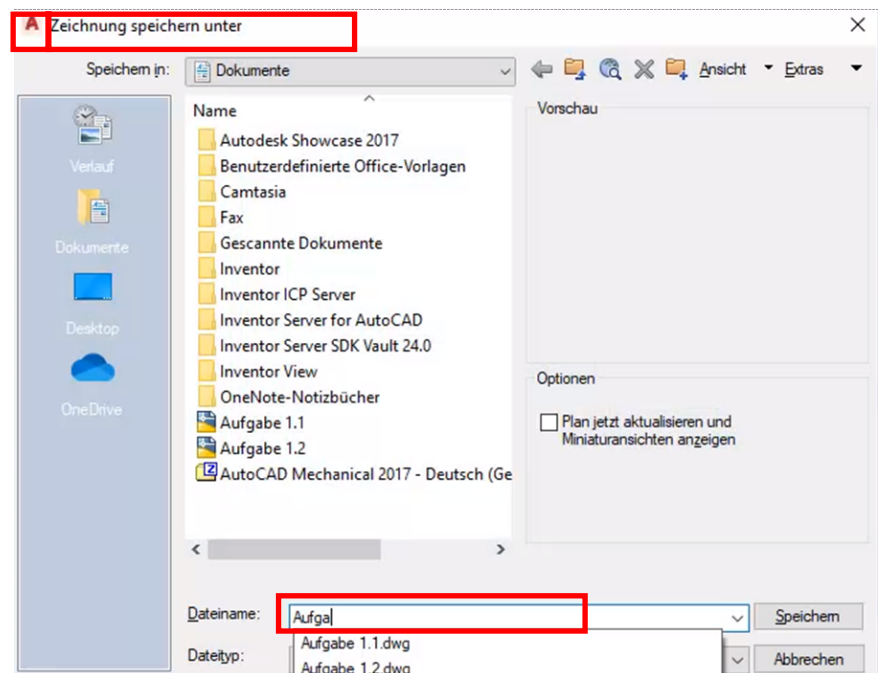 Zeichnung speichern unter
Speichern in:
Dokumente
Ansicht
Extras
Verlauf
Dokumente
Desktop
OneDrive
Name
Autodesk Showcase 2017
Benutzerdefinierte Office-Vorlagen
Camtasia
Fax
Gescannte Dokumente
Inventor
Inventor ICP Server
Inventor Server for AutoCAD
Inventor Server SDK Vault 24.0
Inventor View
OneNote-Notizbücher
Aufgabe 1.1
Aufgabe 1.2
AutoCAD Mechanical 2017 - Deutsch (Ge
Vorschau
Optionen
Plan jetzt aktualisieren und
Miniaturansichten anzeigen
Dateiname:
Aufga
Speichern
Aufgabe 1.1.dwg
Dateityp:
Aufgabe 1.2.dwg
Abbrechen